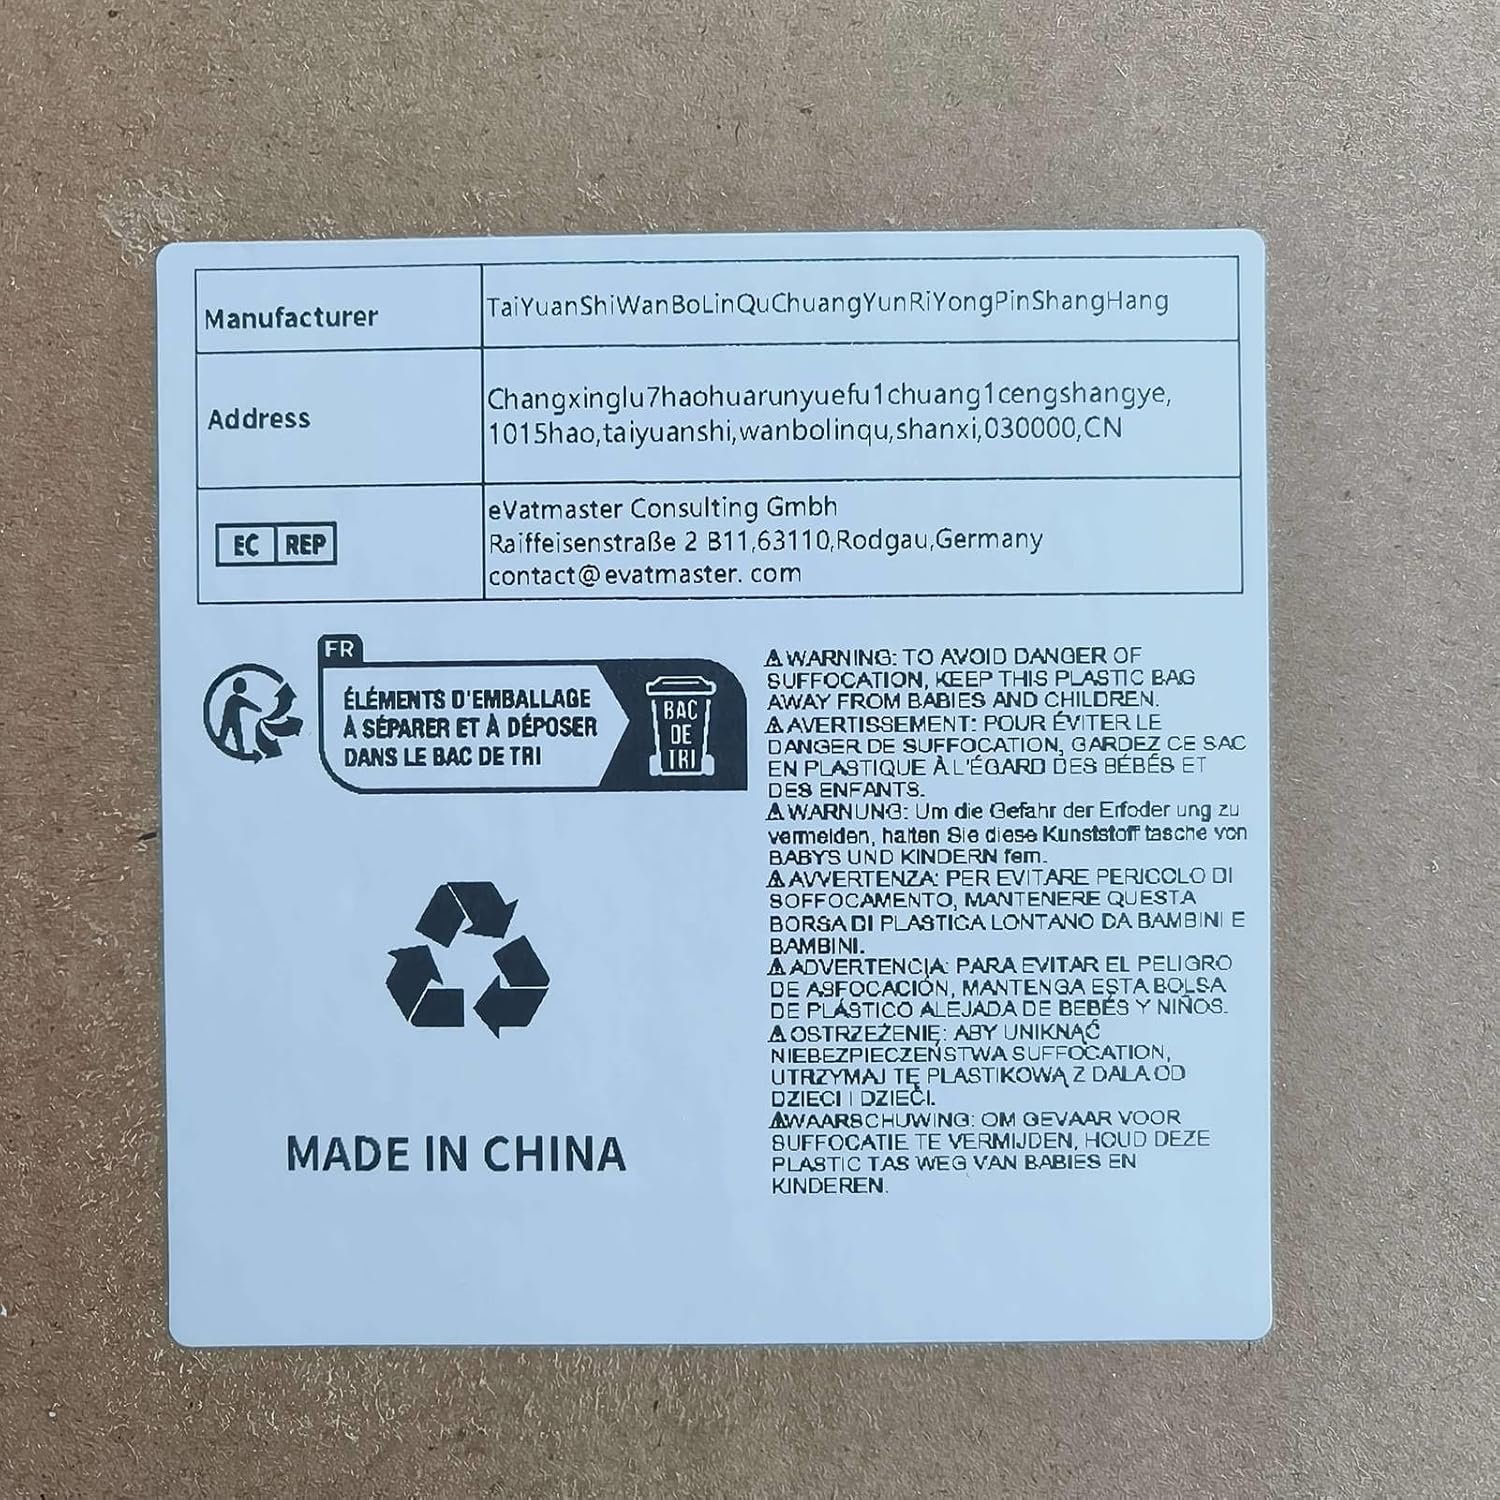 Manufacturer
TaiYuanShiWanBoLinQuChuangYunRiYongPinShangHang
Address
Changxinglu7haohuarunyuefu1chuang1cengshangye,
1015hao,taiyuanshi,wanbolinqu,shanxi,030000,CN
EC REP
eVatmaster Consulting Gmbh
Raiffeisenstraße 2 B11,63110,Rodgau,Germany
contact@evatmaster. com
FR
ÉLÉMENTS D'EMBALLAGE
À SÉPARER ET À DÉPOSER
DANS LE BAC DE TRI
BAC
DE
TRI
MADE IN CHINA
⚠WARNING: TO AVOID DANGER OF
SUFFOCATION, KEEP THIS PLASTIC BAG
AWAY FROM BABIES AND CHILDREN.
⚠AVERTISSEMENT: POUR ÉVITER LE
DANGER DE SUFFOCATION, GARDEZ CE SAC
EN PLASTIQUE À L'ÉGARD DES BÉBÉS ET
DES ENFANTS.
⚠WARNUNG: Um die Gefahr der Erfoder ung zu
vermeiden, halten Sie diese Kunststoff tasche von
BABYS UND KINDERN fem.
⚠AVVERTENZA: PER EVITARE PERICOLO DI
SOFFOCAMENTO, MANTENERE QUESTA
BORSA DI PLASTICA LONTANO DA BAMBINI E
BAMBINI.
⚠ADVERTENCIA: PARA EVITAR EL PELIGRO
DE ASFOCACIÓN, MANTENGA ESTA BOLSA
DE PLÁSTICO ALEJADA DE BEBÉS Y NIÑOS.
⚠OSTRZEŻENIĘ: ABY UNIKNĄĆ
NIEBEZPIECZEŃSTWA SUFFOCATION,
UTRZYMAJ TĘ PLASTIKOWĄ Z DALA OD
DZIECI I DZIEĆI.
⚠WAARSCHUWING: OM GEVAAR VOOR
SUFFOCATIE TE VERMIJDEN, HOUD DEZE
PLASTIC TAS WEG VAN BABIES EN
KINDEREN.